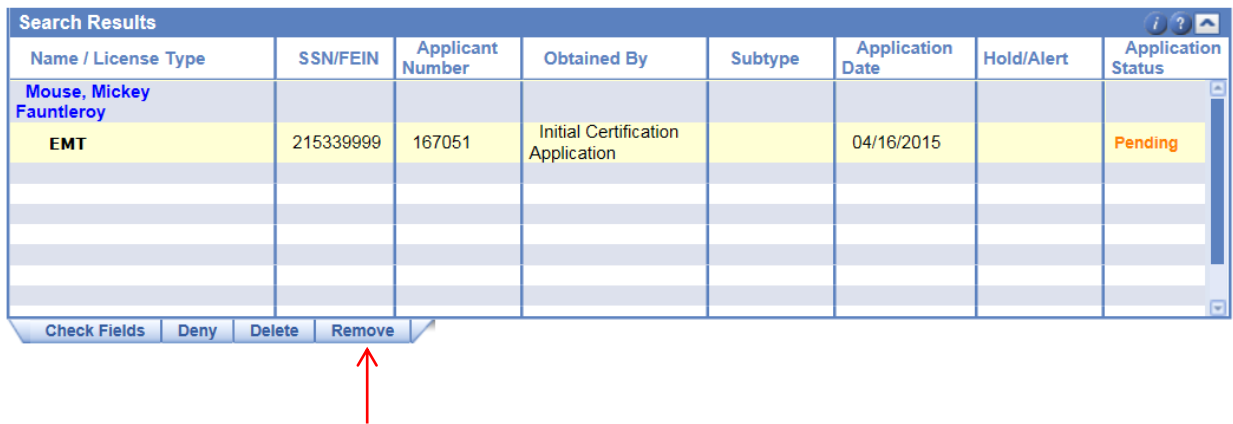 Search Results
Name / License Type SSN/FEIN Applicant Number Obtained By Subtype Application Date Hold/Alert Application Status
Mouse, Mickey
Fauntleroy
EMT 215339999 167051 Initial Certification Application 04/16/2015 Pending
Check Fields Deny Delete Remove